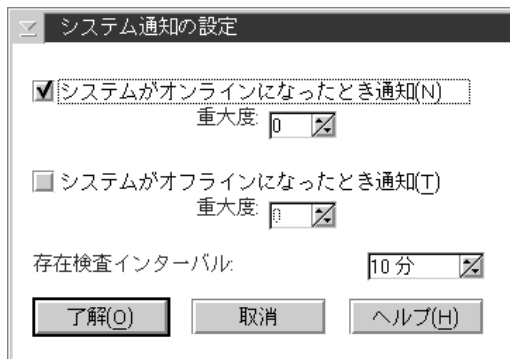 システム通知の設定
システムがオンラインになったとき通知(N)
重大度: 0
システムがオフラインになったとき通知(T)
重大度: 0
存在検査インターバル: 10 分
了解(O) 取消 ヘルプ(H)